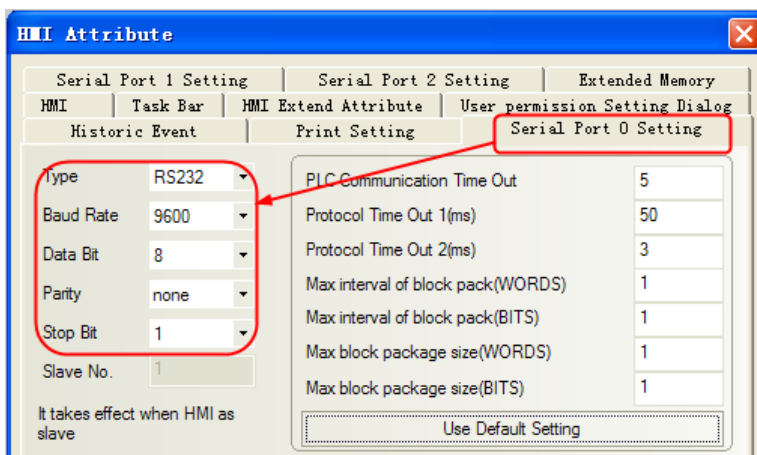 HMI Attribute
Serial Port 1 Setting Serial Port 2 Setting Extended Memory
HMI Task Bar HMI Extend Attribute User permission Setting Dialog
Historic Event Print Setting Serial Port 0 Setting
Type RS232
Baud Rate 9600
Data Bit 8
Parity none
Stop Bit 1
Slave No. 1
It takes effect when HMI as
slave
PLC Communication Time Out 5
Protocol Time Out 1(ms) 50
Protocol Time Out 2(ms) 3
Max interval of block pack(WORDS) 1
Max interval of block pack(BITS) 1
Max block package size(WORDS) 1
Max block package size(BITS) 1
Use Default Setting